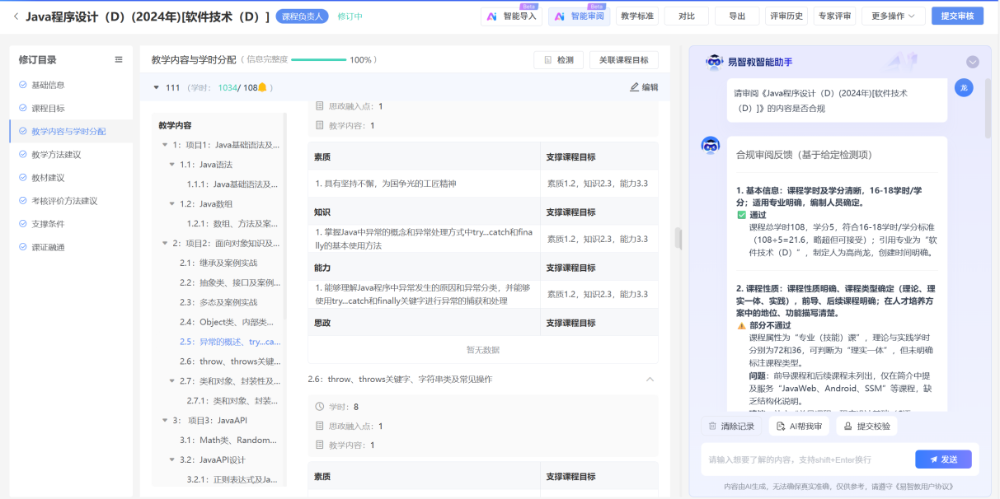 Java程序设计（D）(2024年)[软件技术（D）]
课程负责人
修订中
智能导入
Beta
智能审阅
Beta
教学标准
对比
导出
评审历史
专家评审
更多操作
提交审核
修订目录
基础信息
课程目标
教学内容与学时分配
教学方法建议
教材建议
考核评价方法建议
支撑条件
课证融通
教学内容与学时分配（信息完整度 100%）
检测
关联课程目标
111（学时：1034/ 108）
编辑
教学内容
1：项目1：Java基础语法及...
1.1：Java语法
1.1.1：Java基础语法及...
1.2：Java数组
1.2.1：数组、方法及案...
2：项目2：面向对象知识及...
2.1：继承及案例实战
2.2：抽象类、接口及案例...
2.3：多态及案例实战
2.4：Object类、内部类...
2.5：异常的概述、try...ca...
2.6：throw、throws关键...
2.7：类和对象、封装性及...
2.7.1：类和对象、封装...
3：项目3：JavaAPI
3.1：Math类、Random...
3.2：JavaAPI设计
3.2.1：正则表达式及Ja...
思政融入点：1
教学内容：1
素质 支撑课程目标
1. 具有坚持不懈，为国争光的工匠精神 素质1.2，知识2.3，能力3.3
知识 支撑课程目标
1. 掌握Java中异常的概念和异常处理方式中try...catch和fina
lly的基本使用方法
素质1.2，知识2.3，能力3.3
能力 支撑课程目标
1. 能够理解Java程序中异常发生的原因和异常分类，并能够
使用try...catch和finally关键字进行异常的捕获和处理
素质1.2，知识2.3，能力3.3
思政 支撑课程目标
暂无数据
2.6：throw、throws关键字、字符串类及常见操作
学时：8
思政融入点：1
教学内容：1
素质 支撑课程目标
易智教智能助手
请审阅《Java程序设计（D）(2024年)[软件技术
（D）]》的内容是否合规
龙
合规审阅反馈（基于给定检测项）
1. 基本信息：课程学时及学分清晰，16-18学时/学
分；适用专业明确，编制人员确定。
通过
课程总学时108，学分5，符合16-18学时/学分标准
（108÷5=21.6，略超但可接受）；引用专业为“软
件技术（D）”，制定人为高尚龙，创建时间明确。
2. 课程性质：课程性质明确、课程类型确定（理论、理
实一体、实践），前导、后续课程明确；在人才培养方
案中的地位、功能描写清楚。
部分不通过
课程属性为“专业（技能）课”，理论与实践学时
分别为72和36，可判断为“理实一体”，但未明确
标注课程类型。
问题：前导课程和后续课程未列出，仅在简介中提
及服务“JavaWeb、Android、SSM”等课程，缺
乏结构化说明。
清除记录
AI帮我审
提交校验
请输入想要了解的内容，支持shift+Enter换行
发送
内容由AI生成，无法确保真实准确，仅供参考，请遵守《易智教用户协议》